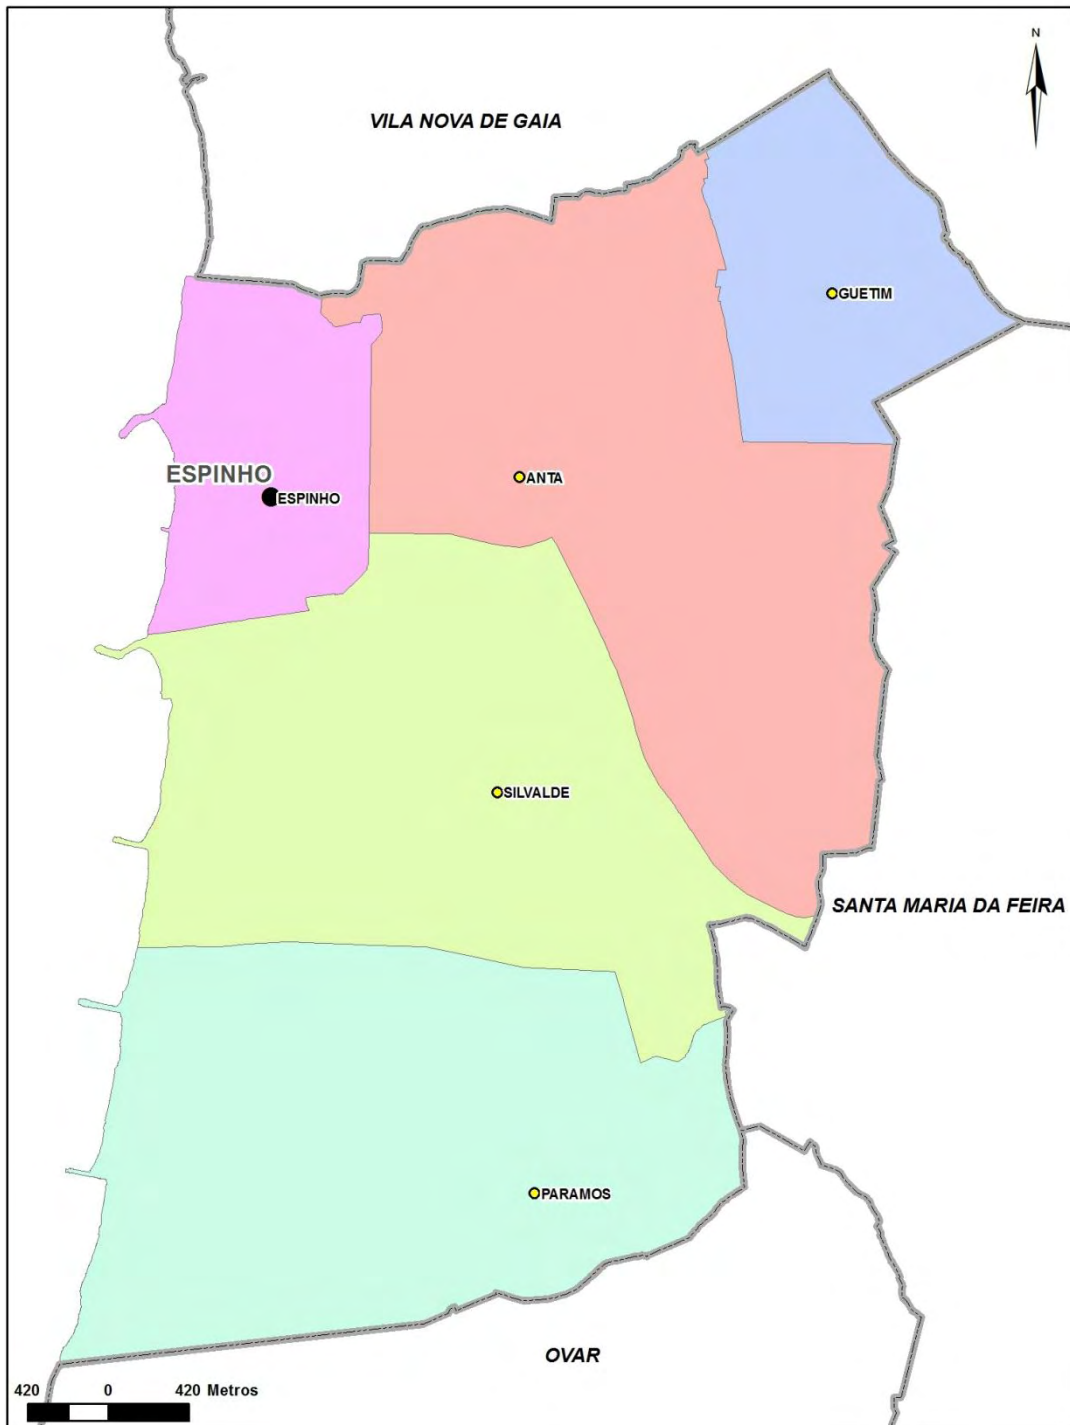 N
VILA NOVA DE GAIA
GUETIM
ESPINHO
ANTA
ESPINHO
SILVALDE
SANTA MARIA DA FEIRA
PARAMOS
OVAR
420 0 420 Metros